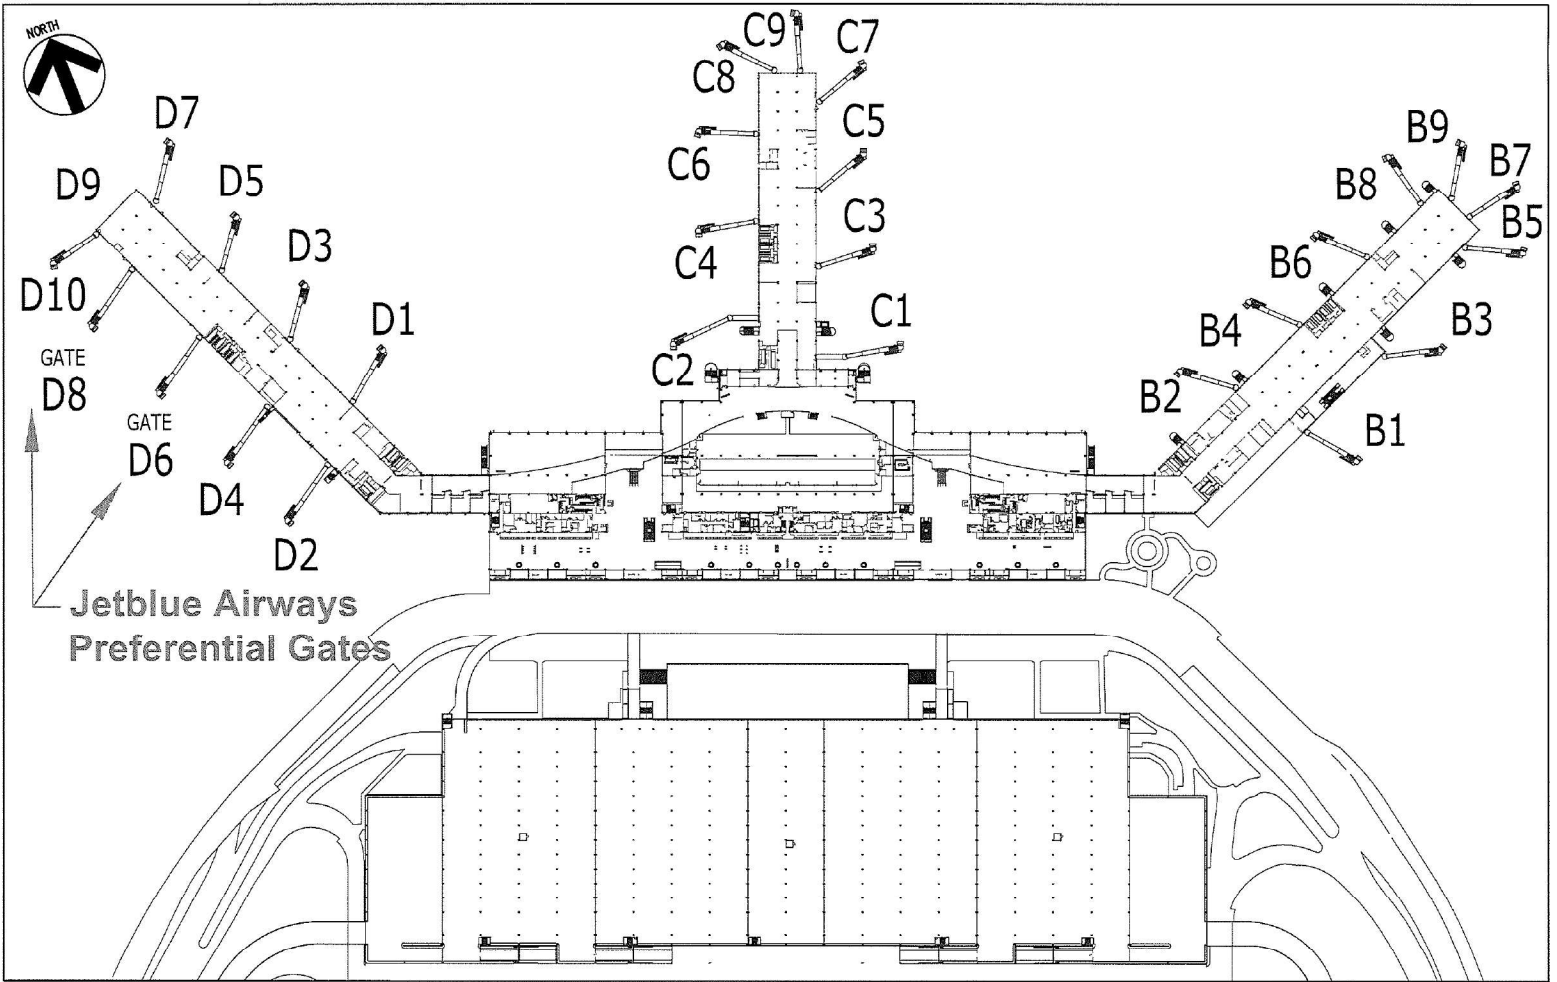 NORTH
C9
C7
C8
C5
C6
C3
C4
C1
C2
D7
D9
D5
D3
D10
D1
GATE
D8
GATE
D6
D4
D2
B9
B7
B8
B5
B6
B3
B4
B2
B1
Jetblue Airways
Preferential Gates